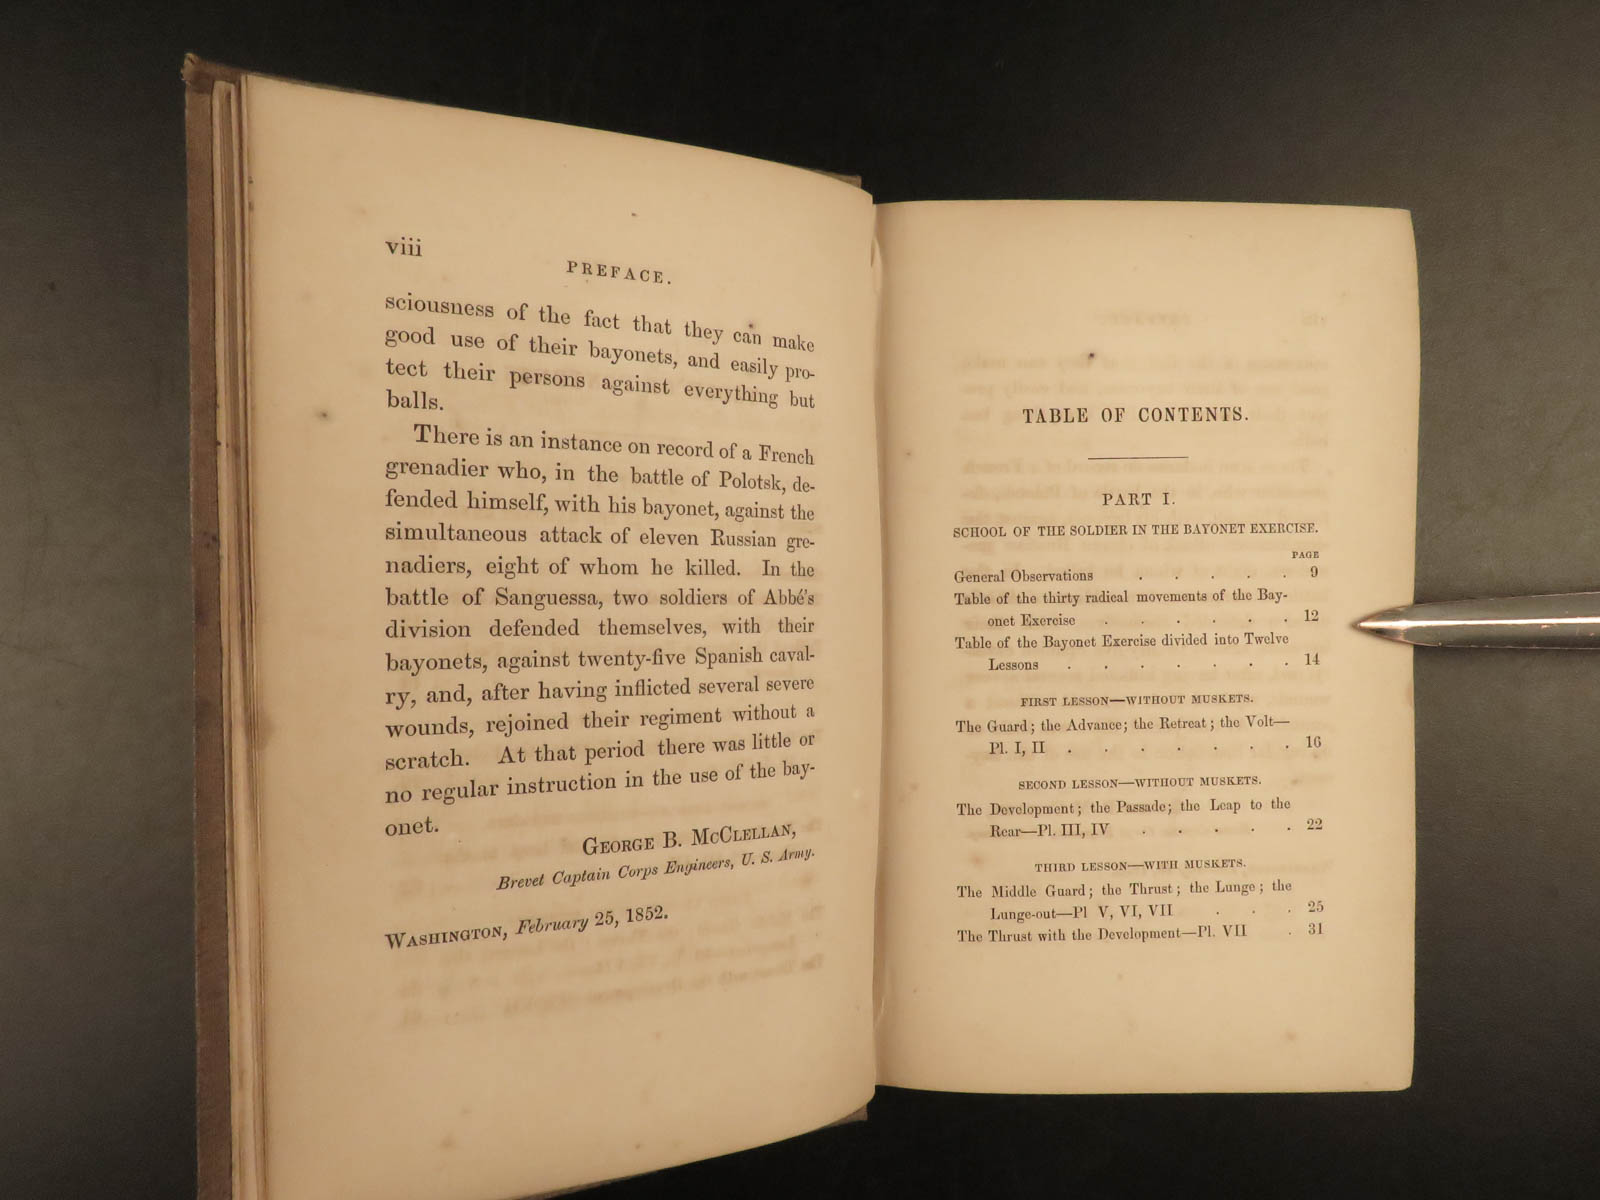 viii
PREFACE.
sciousness of the fact that they can make
good use of their bayonets, and easily pro-
tect their persons against everything but
balls.
There is an instance on record of a French
grenadier who, in the battle of Polotsk, de-
fended himself, with his bayonet, against the
simultaneous attack of eleven Russian gre-
nadiers, eight of whom he killed. In the
battle of Sanguessa, two soldiers of Abbé's
division defended themselves, with their
bayonets, against twenty-five Spanish caval-
ry, and, after having inflicted several severe
wounds, rejoined their regiment without a
scratch. At that period there was little or
no regular instruction in the use of the bay-
onet.
GEORGE B. MCCLELLAN,
Brevet Captain Corps Engineers, U. S. Army.
WASHINGTON, February 25, 1852.
TABLE OF CONTENTS.
PART I.
SCHOOL OF THE SOLDIER IN THE BAYONET EXERCISE.
PAGE
General Observations . . . . . 9
Table of the thirty radical movements of the Bay-
onet Exercise . . . . . . 12
Table of the Bayonet Exercise divided into Twelve
Lessons . . . . . . . 14
FIRST LESSON—WITHOUT MUSKETS.
The Guard; the Advance; the Retreat; the Volt—
Pl. I, II . . . . . . . 16
SECOND LESSON—WITHOUT MUSKETS.
The Development; the Passade; the Leap to the
Rear—Pl. III, IV . . . . . 22
THIRD LESSON—WITH MUSKETS.
The Middle Guard; the Thrust; the Lunge; the
Lunge-out—Pl V, VI, VII . . . 25
The Thrust with the Development—Pl. VII . 31